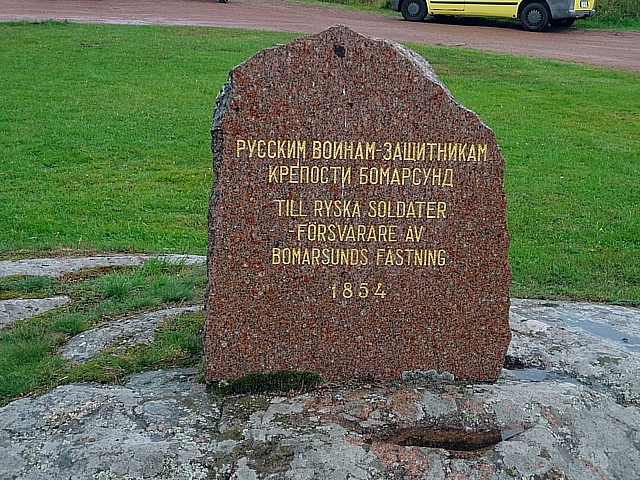 РУССКИМ ВОИНАМ-ЗАЩИТНИКАМ
КРЕПОСТИ БОМАРСУНД
TILL RYSKA SOLDATER
-FÖRSVARARE AV
BOMARSUNDS FÄSTNING
1854